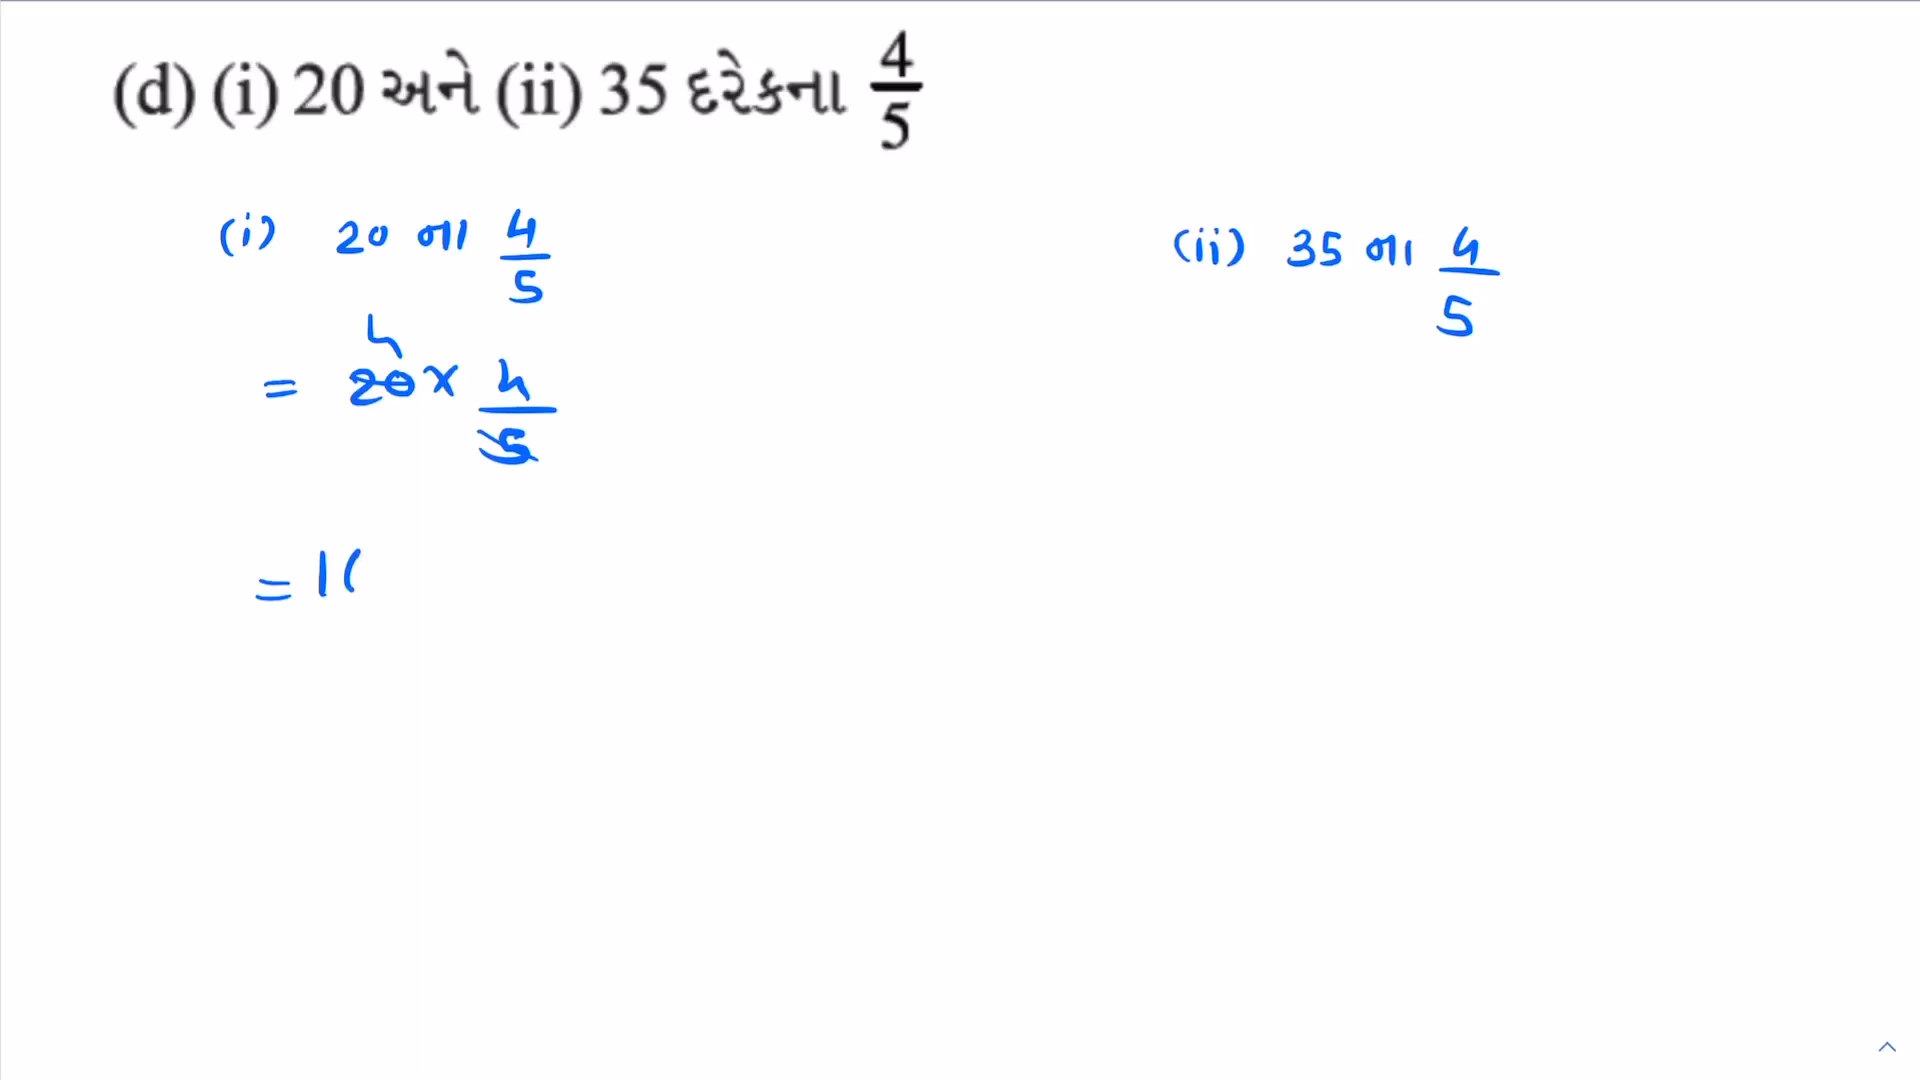 (d) (i) 20 અને (ii) 35 દરેકના 4/5
(i) 20 ના 4/5
= 20 x 4/5
4
= 1
(ii) 35 ના 4/5